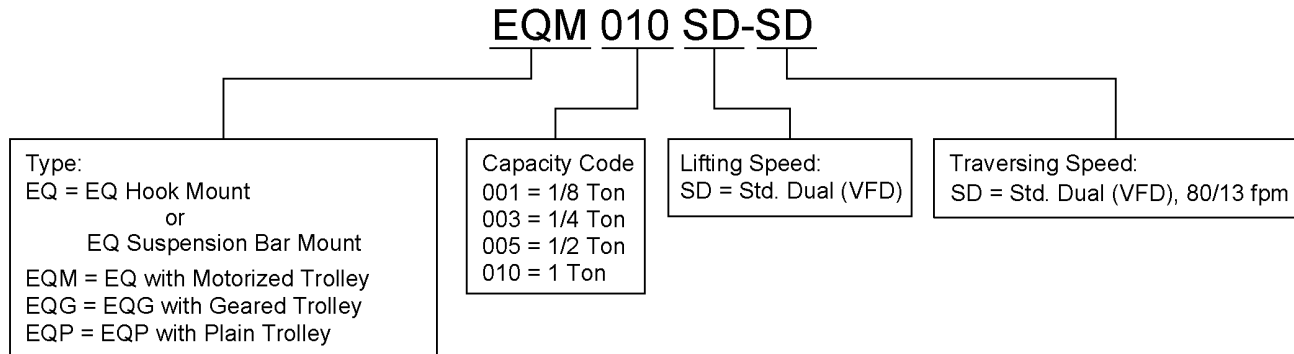 EQM 010 SD-SD
Type:
EQ = EQ Hook Mount
or
EQ Suspension Bar Mount
EQM = EQ with Motorized Trolley
EQG = EQG with Geared Trolley
EQP = EQP with Plain Trolley
Capacity Code
001 = 1/8 Ton
003 = 1/4 Ton
005 = 1/2 Ton
010 = 1 Ton
Lifting Speed:
SD = Std. Dual (VFD)
Traversing Speed:
SD = Std. Dual (VFD), 80/13 fpm